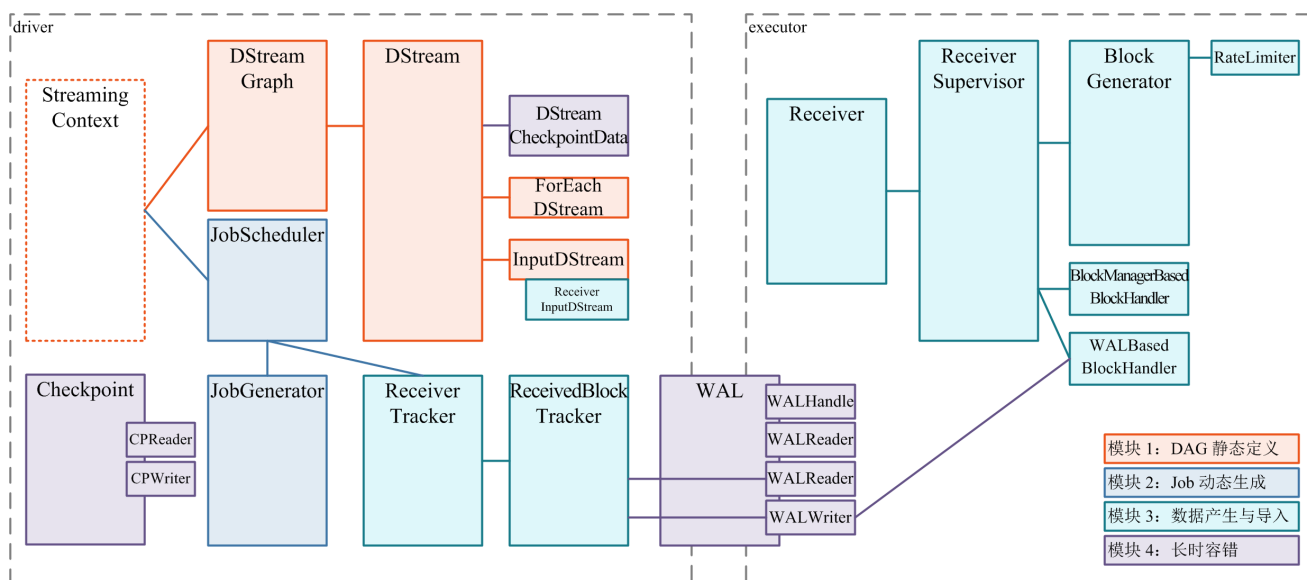 driver
Streaming
Context
DStream
Graph
DStream
DStream
CheckpointData
ForEach
DStream
InputDStream
Receiver
InputDStream
JobScheduler
Checkpoint
CPReader
CPWriter
JobGenerator
Receiver
Tracker
ReceivedBlock
Tracker
WAL
WALHandle
WALReader
WALReader
WALWriter
executor
Receiver
Receiver
Supervisor
Block
Generator
RateLimiter
BlockManagerBased
BlockHandler
WALBased
BlockHandler
模块 1：DAG 静态定义
模块 2：Job 动态生成
模块 3：数据产生与导入
模块 4：长时容错